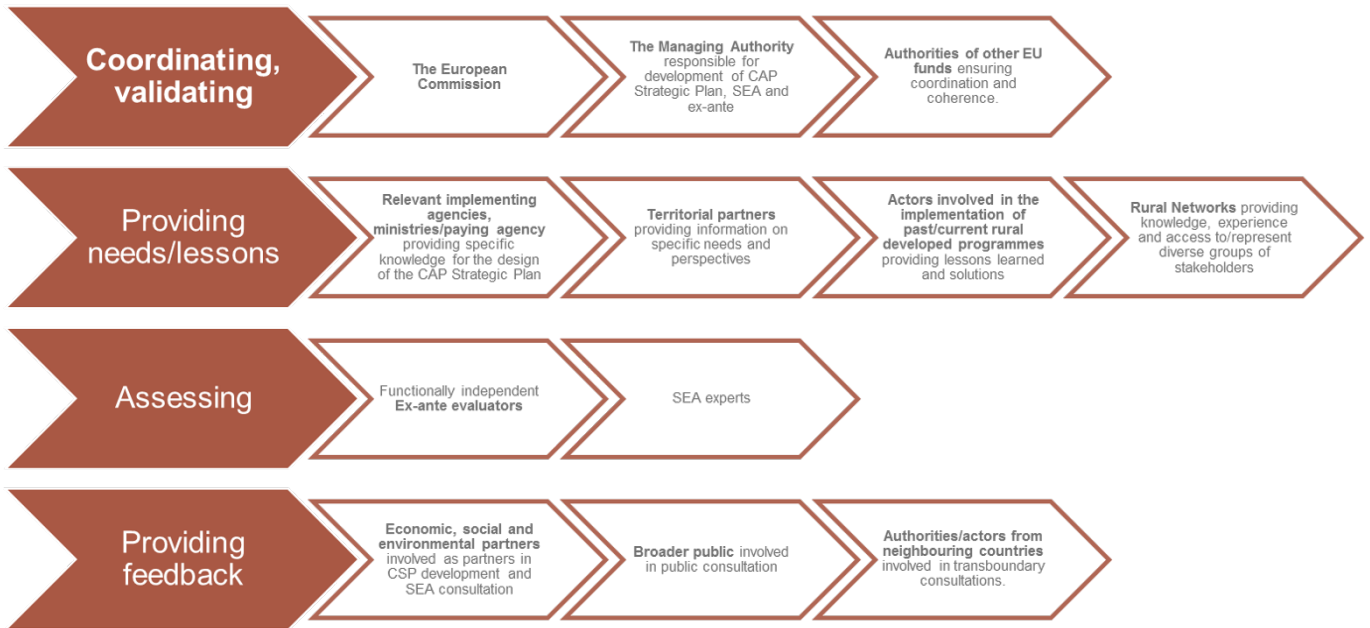 Coordinating,
validating
The European
Commission
The Managing Authority
responsible for
development of CAP
Strategic Plan, SEA and
ex-ante
Authorities of other EU
funds ensuring
coordination and
coherence.
Providing
needs/lessons
Relevant implementing
agencies,
ministries/paying agency
providing specific
knowledge for the design
of the CAP Strategic Plan
Territorial partners
providing information on
specific needs and
perspectives
Actors involved in the
implementation of
past/current rural
developed programmes
providing lessons learned
and solutions
Rural Networks providing
knowledge, experience
and access to/represent
diverse groups of
stakeholders
Assessing
Functionally independent
Ex-ante evaluators
SEA experts
Providing
feedback
Economic, social and
environmental partners
involved as partners in
CSP development and
SEA consultation
Broader public involved
in public consultation
Authorities/actors from
neighbouring countries
involved in transboundary
consultations.